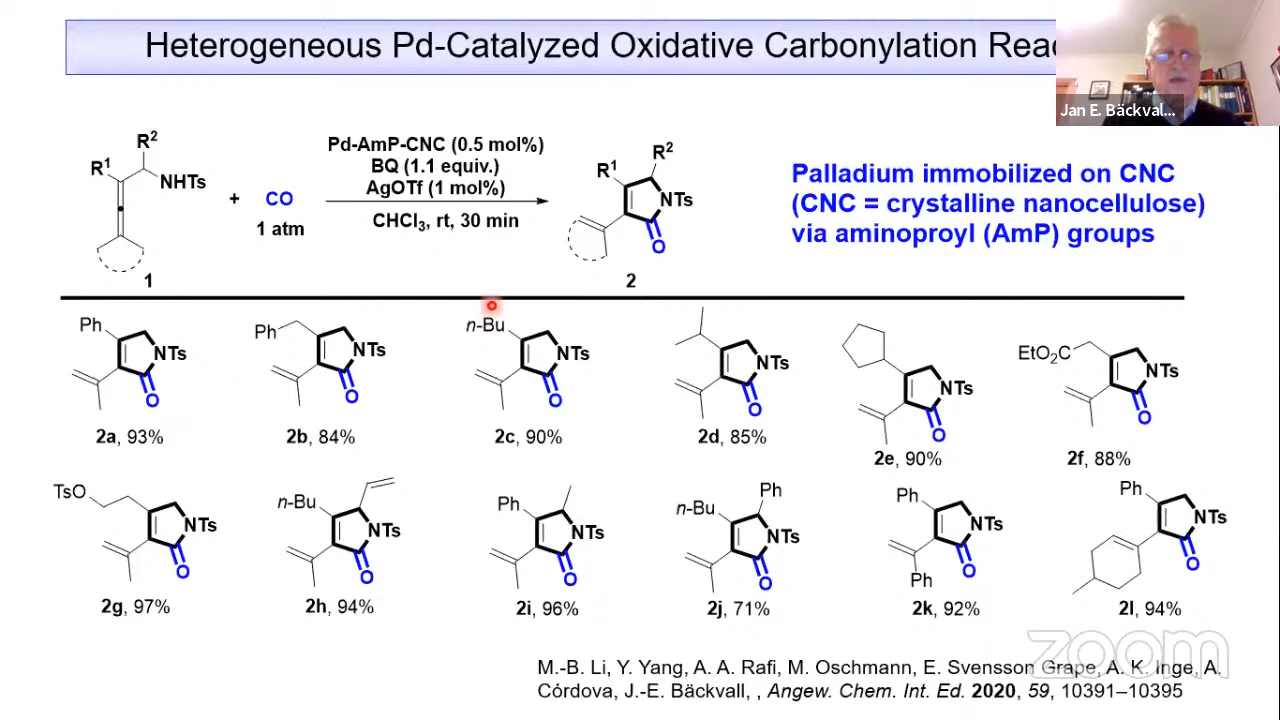 Heterogeneous Pd-Catalyzed Oxidative Carbonylation Rea
Jan E. Bäckval...
R²
R¹
NHTs
+
CO
1 atm
1
Pd-AmP-CNC (0.5 mol%)
BQ (1.1 equiv.)
AgOTf (1 mol%)
CHCl₃, rt, 30 min
R¹
R²
NTs
O
2
Palladium immobilized on CNC
(CNC = crystalline nanocellulose)
via aminoproyl (AmP) groups
Ph
NTs
O
2a, 93%
Ph
NTs
O
2b, 84%
n-Bu
NTs
O
2c, 90%
NTs
O
2d, 85%
NTs
O
2e, 90%
EtO₂C
NTs
O
2f, 88%
TsO
NTs
O
2g, 97%
n-Bu
NTs
O
2h, 94%
Ph
NTs
O
2i, 96%
n-Bu
Ph
NTs
O
2j, 71%
Ph
NTs
O
Ph
2k, 92%
Ph
NTs
O
2l, 94%
zoom
M.-B. Li, Y. Yang, A. A. Rafi, M. Oschmann, E. Svensson Grape, A. K. Inge, A.
Córdova, J.-E. Bäckvall, , Angew. Chem. Int. Ed. 2020, 59, 10391–10395